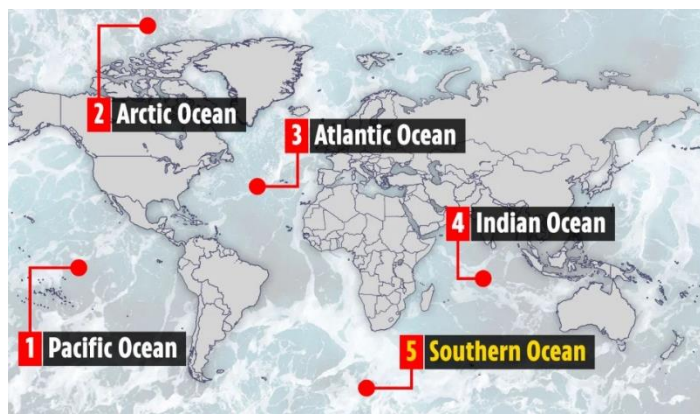 2 Arctic Ocean
3 Atlantic Ocean
4 Indian Ocean
1 Pacific Ocean
5 Southern Ocean